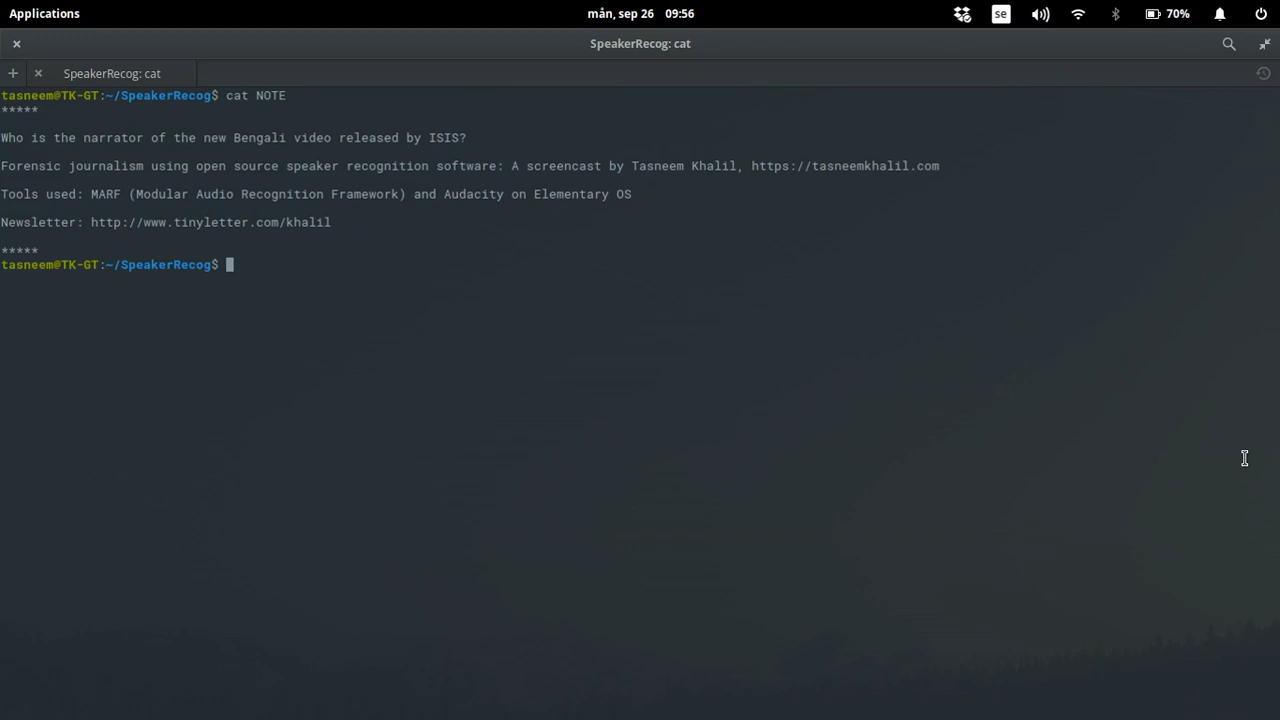 Applications
mån, sep 26 09:56
se
70%
SpeakerRecog: cat
SpeakerRecog: cat
tasneem@TK-GT:~/SpeakerRecog$ cat NOTE
*****
Who is the narrator of the new Bengali video released by ISIS?
Forensic journalism using open source speaker recognition software: A screencast by Tasneem Khalil, https://tasneemkhalil.com
Tools used: MARF (Modular Audio Recognition Framework) and Audacity on Elementary OS
Newsletter: http://www.tinyletter.com/khalil
*****
tasneem@TK-GT:~/SpeakerRecog$